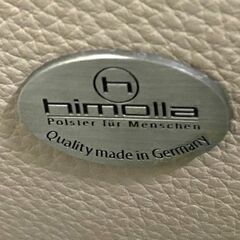 h
himolla
Polster für Menschen
Quality made in Germany